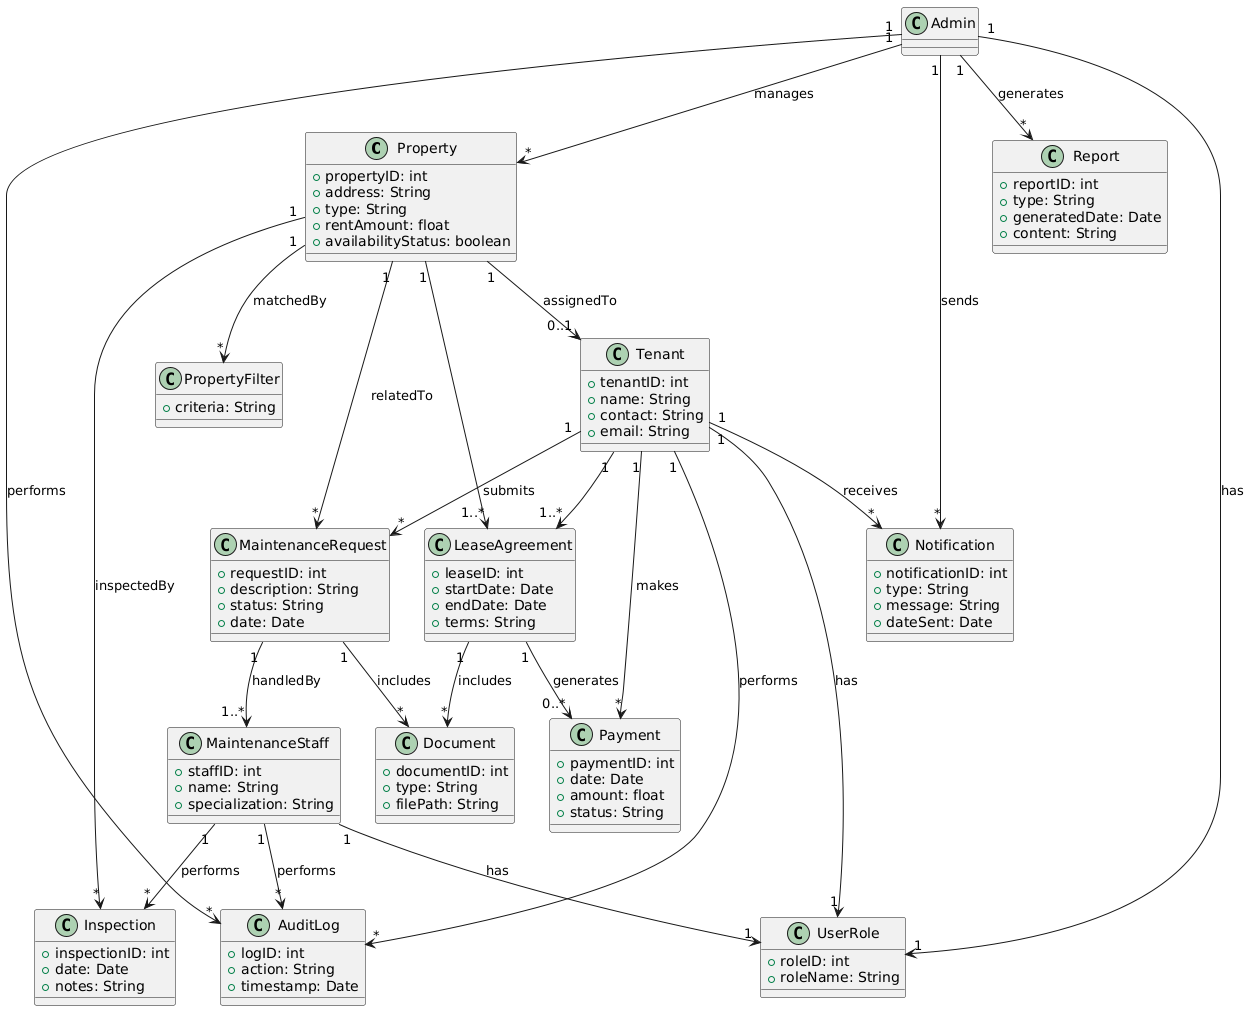 C Admin
1
1
1
1
1
manages
generates
*
*
C Property
propertyID: int
address: String
type: String
rentAmount: float
availabilityStatus: boolean
C Report
reportID: int
type: String
generatedDate: Date
content: String
1
1
1
1
1
matchedBy
assignedTo
sends
*
0..1
C PropertyFilter
criteria: String
relatedTo
C Tenant
tenantID: int
name: String
contact: String
email: String
1
1
1
1
1
1
performs
submits
receives
has
*
*
1..*
1..*
*
*
C MaintenanceRequest
requestID: int
description: String
status: String
date: Date
C LeaseAgreement
leaseID: int
startDate: Date
endDate: Date
terms: String
C Notification
notificationID: int
type: String
message: String
dateSent: Date
inspectedBy
makes
1
1
1
1
handledBy
includes
includes
generates
performs
has
1..*
*
*
0..*
*
C MaintenanceStaff
staffID: int
name: String
specialization: String
C Document
documentID: int
type: String
filePath: String
C Payment
paymentID: int
date: Date
amount: float
status: String
1
1
1
performs
performs
has
*
*
*
*
*
1
1
1
C Inspection
inspectionID: int
date: Date
notes: String
C AuditLog
logID: int
action: String
timestamp: Date
C UserRole
roleID: int
roleName: String